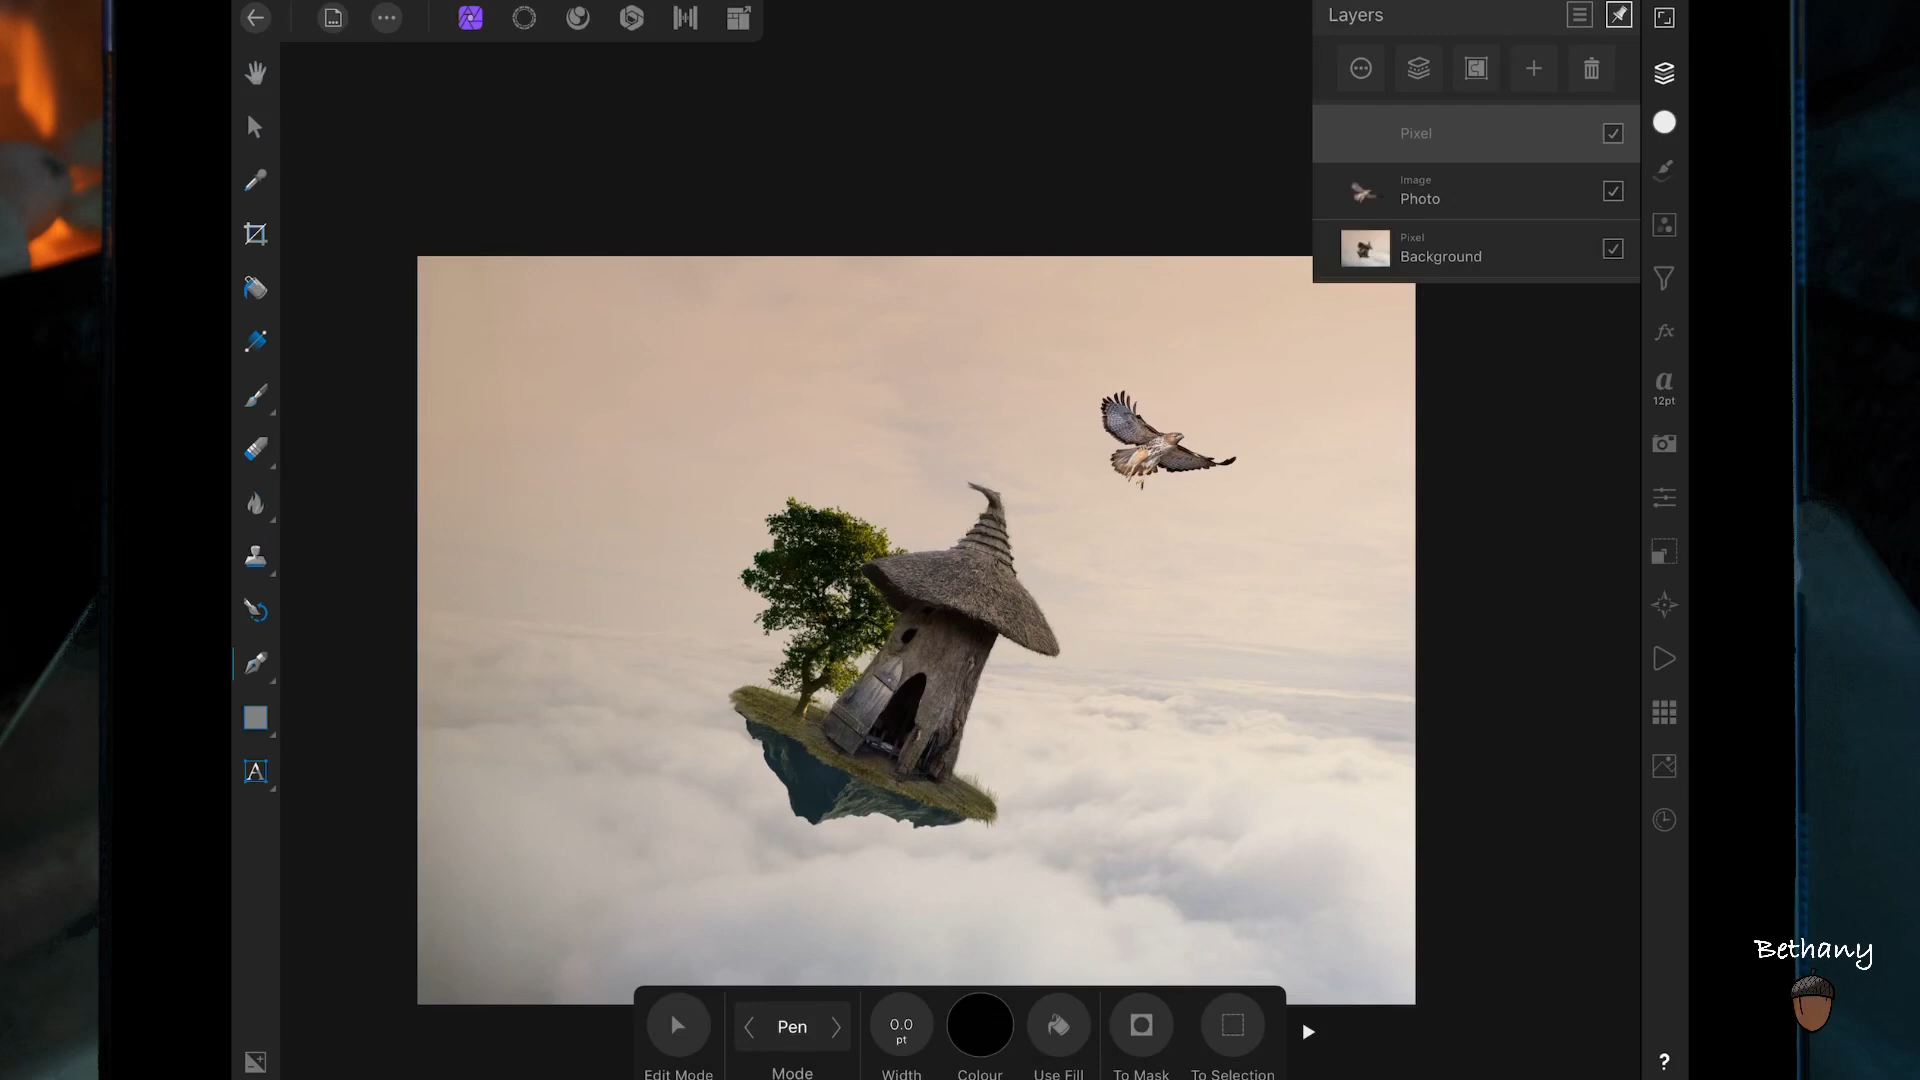 Layers
Pixel
Image
Photo
Pixel
Background
a
12pt
fx
A
Pen
0.0
pt
Edit Mode
Mode
Width
Colour
Use Fill
To Mask
To Selection
?
Bethany